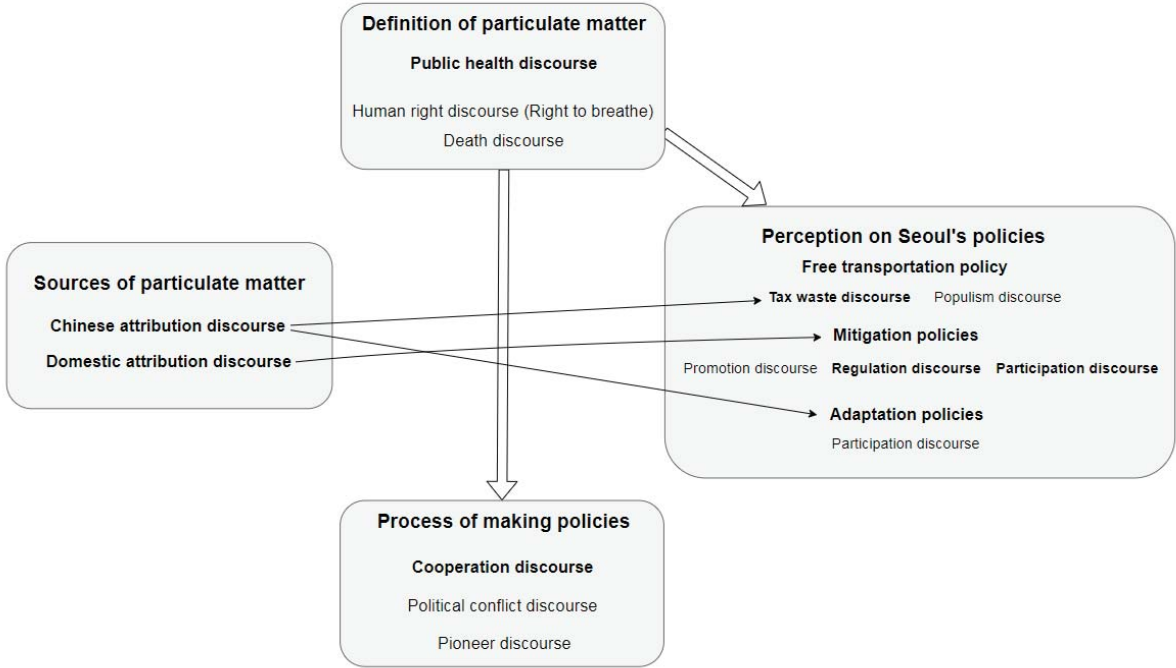 Definition of particulate matter
Public health discourse
Human right discourse (Right to breathe)
Death discourse
Sources of particulate matter
Chinese attribution discourse
Domestic attribution discourse
Perception on Seoul's policies
Free transportation policy
Tax waste discourse Populism discourse
Mitigation policies
Promotion discourse Regulation discourse Participation discourse
Adaptation policies
Participation discourse
Process of making policies
Cooperation discourse
Political conflict discourse
Pioneer discourse